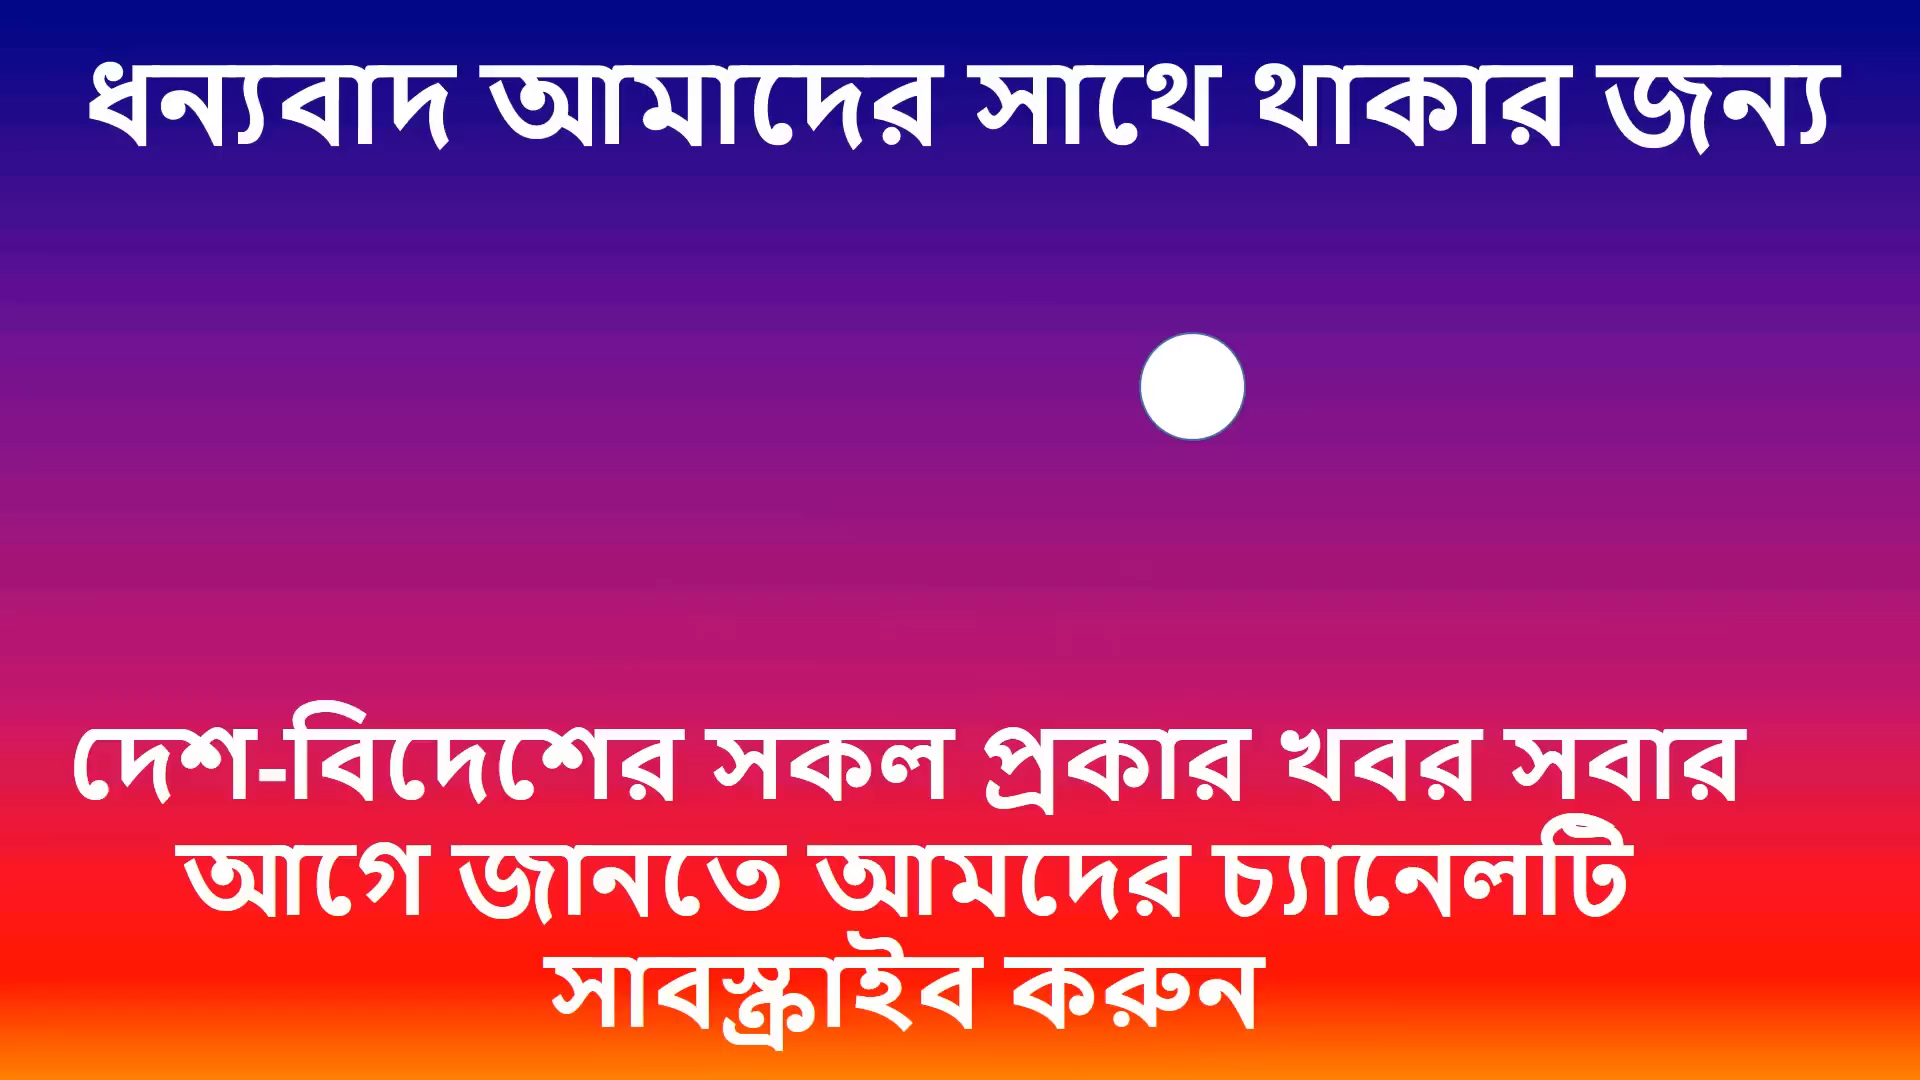 ধন্যবাদ আমাদের সাথে থাকার জন্য
দেশ-বিদেশের সকল প্রকার খবর সবার
আগে জানতে আমদের চ্যানেলটি
সাবস্ক্রাইব করুন